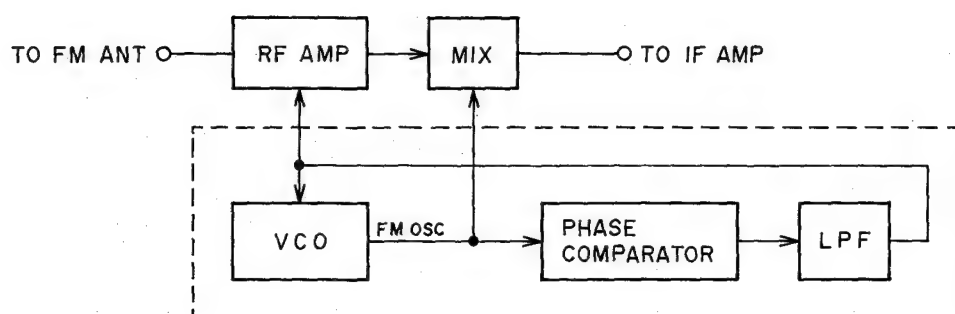 TO FM ANT
RF AMP
MIX
TO IF AMP
VCO
FM OSC
PHASE
COMPARATOR
LPF